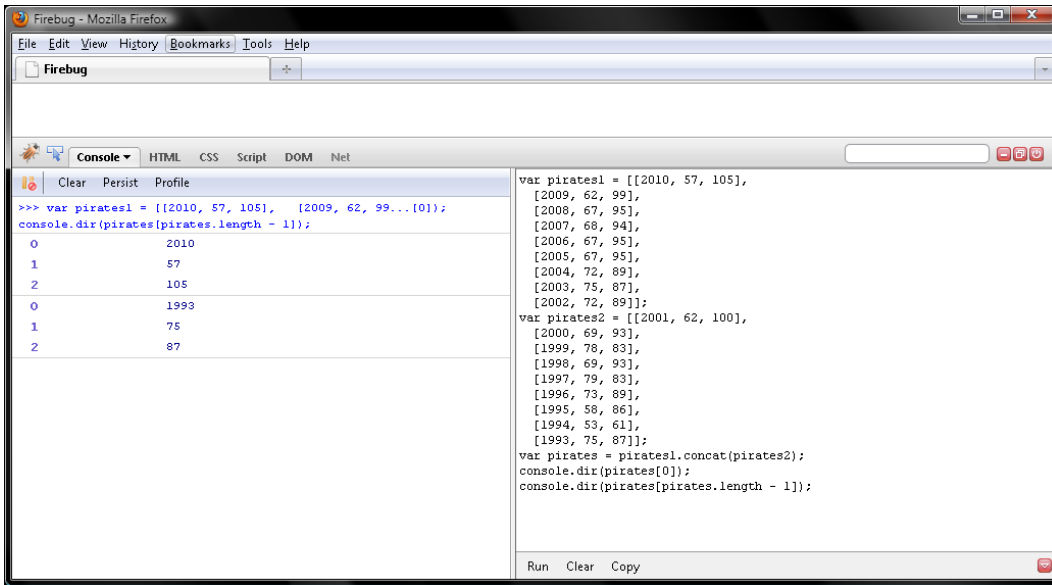 Firebug - Mozilla Firefox
File Edit View History Bookmarks Tools Help
Firebug
Console HTML CSS Script DOM Net
Clear Persist Profile
>>> var pirates1 = [[2010, 57, 105], [2009, 62, 99...[0]);
console.dir(pirates[pirates.length - 1]);
0 2010
1 57
2 105
0 1993
1 75
2 87
var pirates1 = [[2010, 57, 105],
[2009, 62, 99],
[2008, 67, 95],
[2007, 68, 94],
[2006, 67, 95],
[2005, 67, 95],
[2004, 72, 89],
[2003, 75, 87],
[2002, 72, 89]];
var pirates2 = [[2001, 62, 100],
[2000, 69, 93],
[1999, 78, 83],
[1998, 69, 93],
[1997, 79, 83],
[1996, 73, 89],
[1995, 58, 86],
[1994, 53, 61],
[1993, 75, 87]];
var pirates = pirates1.concat(pirates2);
console.dir(pirates[0]);
console.dir(pirates[pirates.length - 1]);
Run Clear Copy